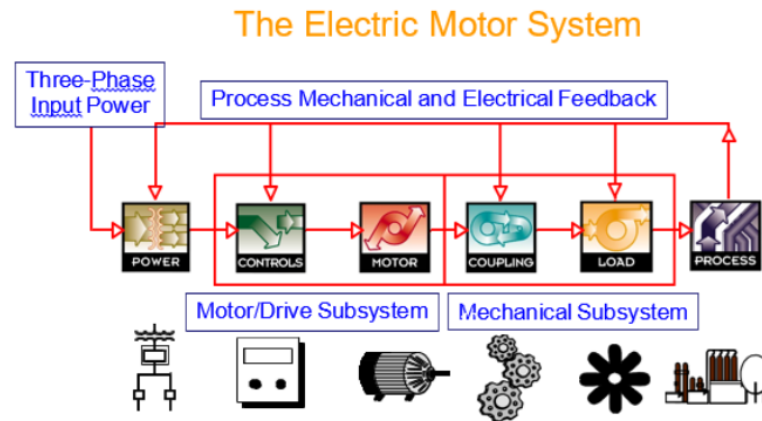 The Electric Motor System
Three-Phase
Input Power
Process Mechanical and Electrical Feedback
POWER
CONTROLS
MOTOR
COUPLING
LOAD
PROCESS
Motor/Drive Subsystem
Mechanical Subsystem